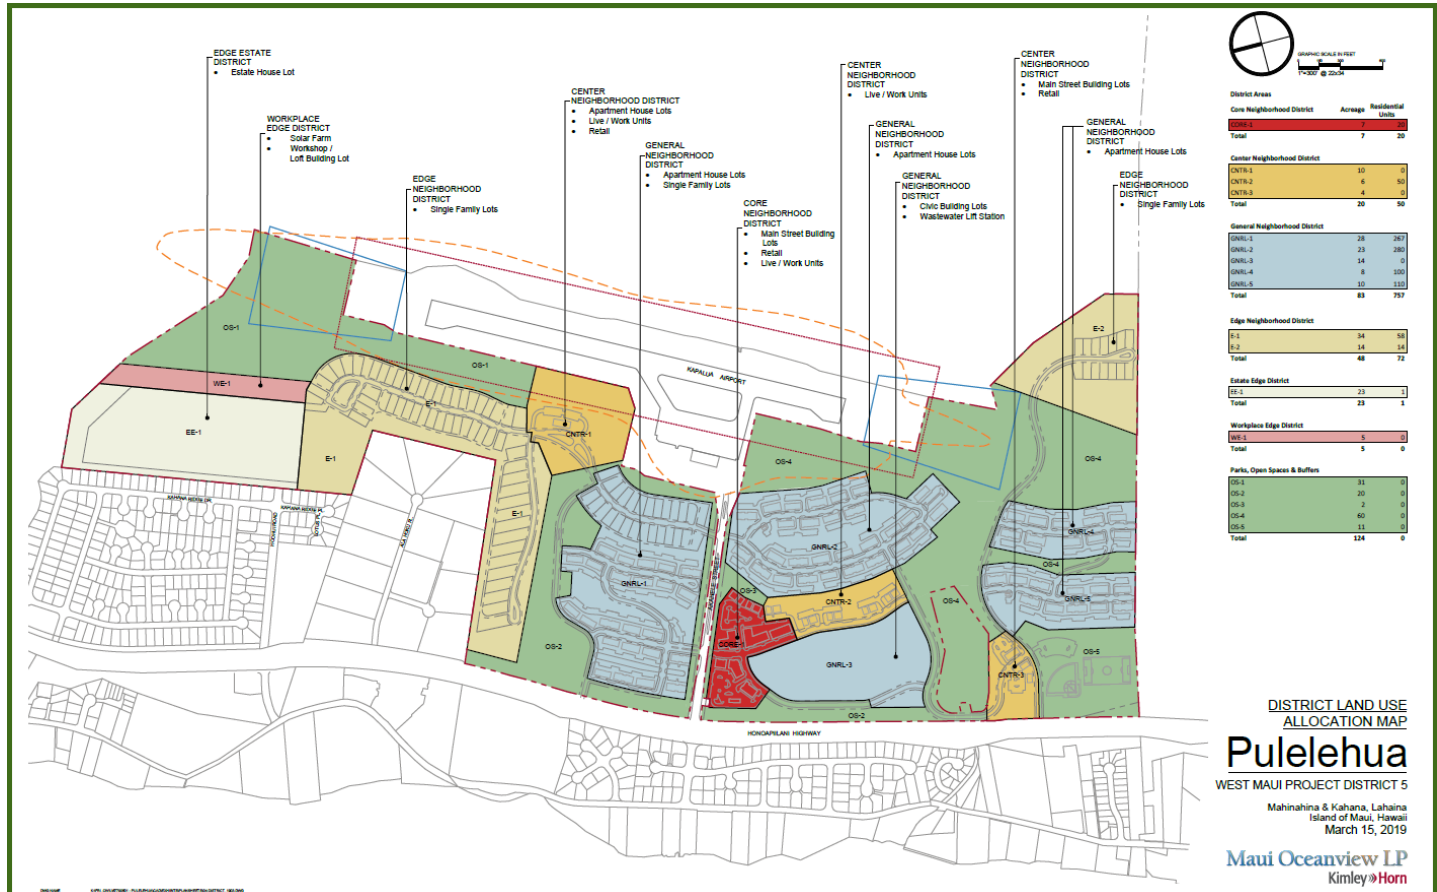 EDGE ESTATE
DISTRICT
• Estate House Lot
WORKPLACE
EDGE DISTRICT
• Solar Farm
• Workshop /
Loft Building Lot
EDGE
NEIGHBORHOOD
DISTRICT
• Single Family Lots
CENTER
NEIGHBORHOOD DISTRICT
• Apartment House Lots
• Live / Work Units
• Retail
GENERAL
NEIGHBORHOOD
DISTRICT
• Apartment House Lots
• Single Family Lots
CORE
NEIGHBORHOOD
DISTRICT
• Main Street Building
Lots
• Retail
• Live / Work Units
CENTER
NEIGHBORHOOD
DISTRICT
• Live / Work Units
GENERAL
NEIGHBORHOOD
DISTRICT
• Apartment House Lots
GENERAL
NEIGHBORHOOD
DISTRICT
• Civic Building Lots
• Wastewater Lift Station
CENTER
NEIGHBORHOOD
DISTRICT
• Main Street Building Lots
• Retail
GENERAL
NEIGHBORHOOD
DISTRICT
• Apartment House Lots
EDGE
NEIGHBORHOOD
DISTRICT
• Single Family Lots
OS-1
WE-1
EE-1
E-1
E-1
OS-1
CNTR-1
E-1
KAPALUA AIRPORT
E-2
OS-4
OS-4
GNRL-1
GNRL-2
GNRL-4
OS-4
GNRL-5
OS-3
CNTR-2
OS-4
CORE-1
GNRL-3
OS-2
OS-2
CNTR-3
OS-5
AKAHELE STREET
KAHANA RIDGE DR.
KAHANA RIDGE PL.
HONOAPIILANI HIGHWAY
GRAPHIC SCALE IN FEET
1"=300' @ 22x34
District Areas
Core Neighborhood District Acreage Residential Units
CORE-1 7 20
Total 7 20
Center Neighborhood District
CNTR-1 10 0
CNTR-2 6 50
CNTR-3 4 0
Total 20 50
General Neighborhood District
GNRL-1 28 267
GNRL-2 23 280
GNRL-3 14 0
GNRL-4 8 100
GNRL-5 10 110
Total 83 757
Edge Neighborhood District
E-1 34 58
E-2 14 14
Total 48 72
Estate Edge District
EE-1 23 1
Total 23 1
Workplace Edge District
WE-1 5 0
Total 5 0
Parks, Open Spaces & Buffers
OS-1 31 0
OS-2 20 0
OS-3 2 0
OS-4 60 0
OS-5 11 0
Total 124 0
DISTRICT LAND USE
ALLOCATION MAP
Pulelehua
WEST MAUI PROJECT DISTRICT 5
Mahinahina & Kahana, Lahaina
Island of Maui, Hawaii
March 15, 2019
Maui Oceanview LP
Kimley»Horn